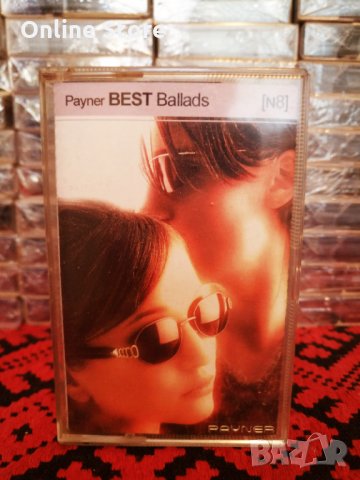 Online Store
Payner BEST Ballads [N8]
PAYNER
BAZAR